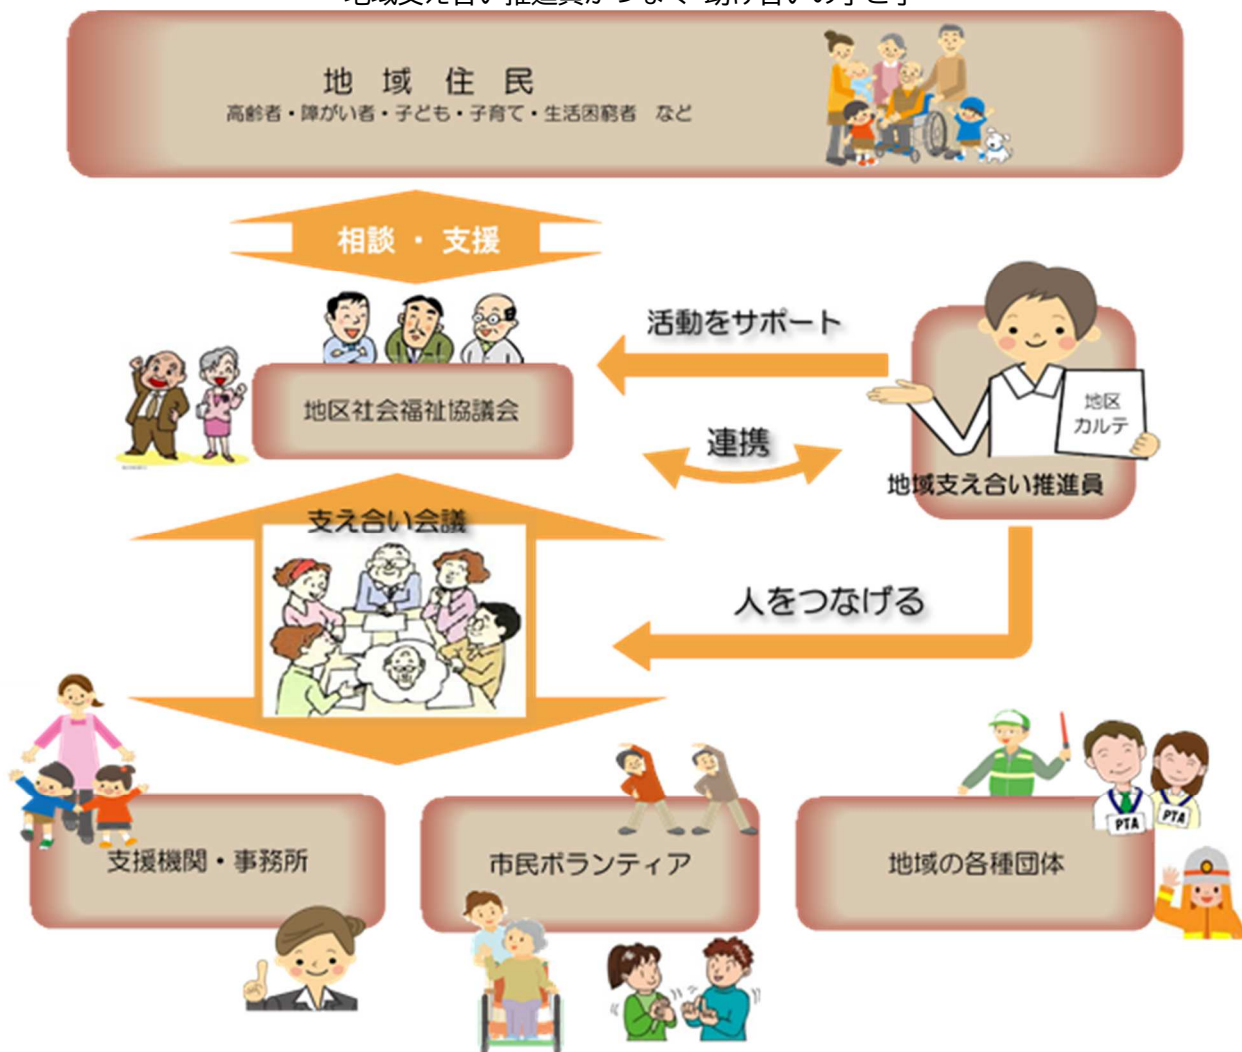 地域住民
高齢者・障がい者・子ども・子育て・生活困窮者　など
相談・支援
活動をサポート
地区社会福祉協議会
地区
カルテ
連携
地域支え合い推進員
支え合い会議
人をつなげる
PTA
PTA
支援機関・事務所
市民ボランティア
地域の各種団体